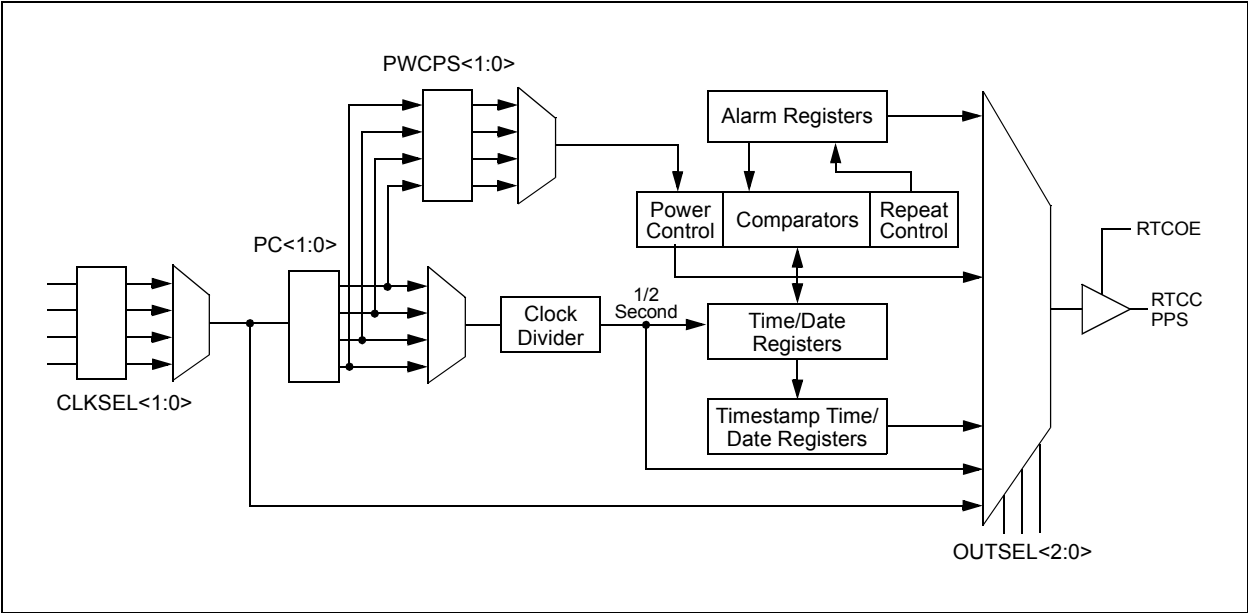 PWCPS<1:0>
Alarm Registers
Power
Control
Comparators
Repeat
Control
RTCOE
PC<1:0>
1/2
Second
Clock
Divider
Time/Date
Registers
RTCC
PPS
CLKSEL<1:0>
Timestamp Time/
Date Registers
OUTSEL<2:0>